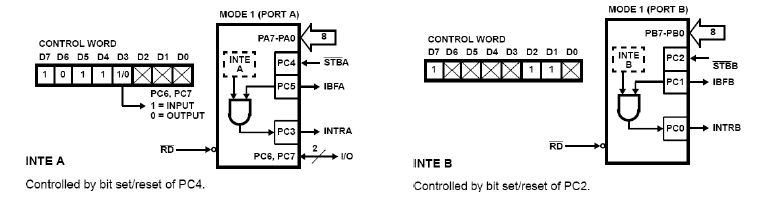 MODE 1 (PORT A)
PA7-PA0
8
CONTROL WORD
D7 D6 D5 D4 D3 D2 D1 D0
1 0 1 1 1/0
PC6, PC7
1 = INPUT
0 = OUTPUT
INTE
A
PC4
STBA
PC5
IBFA
PC3
INTRA
RD
PC6, PC7
2
I/O
INTE A
Controlled by bit set/reset of PC4.
MODE 1 (PORT B)
PB7-PB0
8
CONTROL WORD
D7 D6 D5 D4 D3 D2 D1 D0
1 1 1
INTE
B
PC2
STBB
PC1
IBFB
PC0
INTRB
RD
INTE B
Controlled by bit set/reset of PC2.